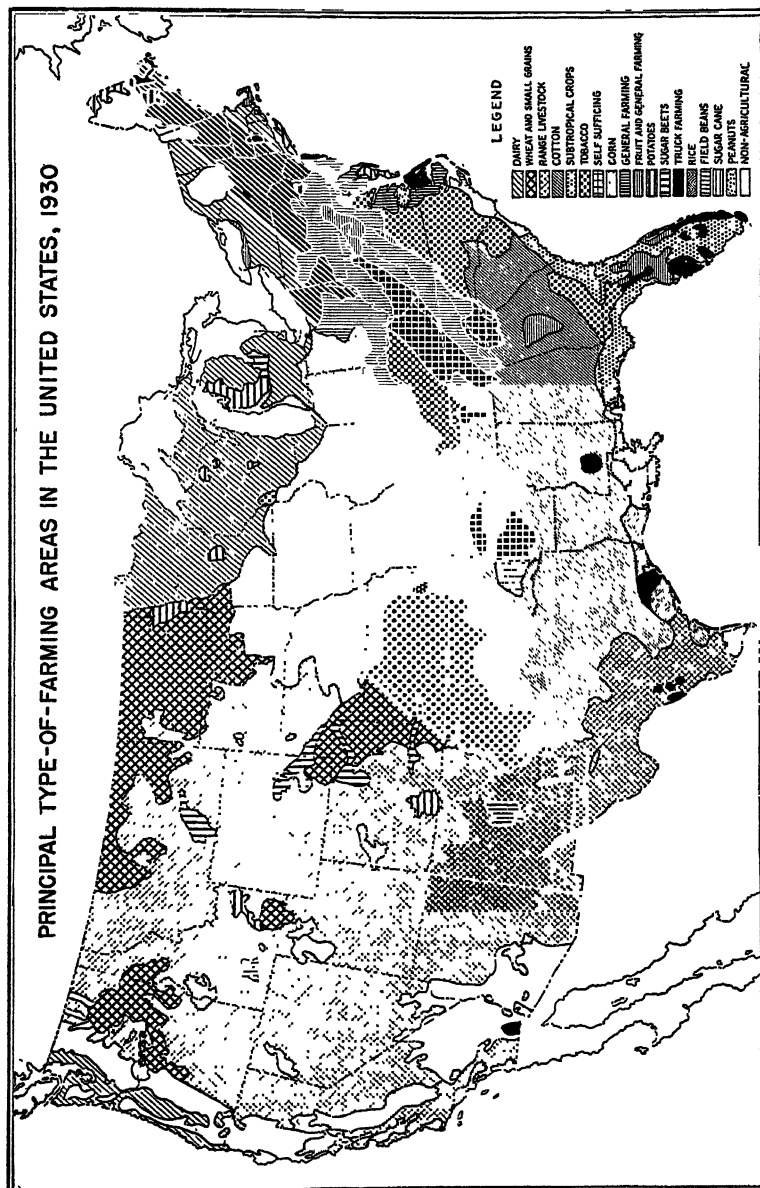 PRINCIPAL TYPE-OF-FARMING AREAS IN THE UNITED STATES, 1930
LEGEND
DAIRY
WHEAT AND SMALL GRAINS
RANGE LIVESTOCK
COTTON
SUBTROPICAL CROPS
TOBACCO
SELF SUFFICING
CORN
GENERAL FARMING
FRUIT AND GENERAL FARMING
POTATOES
SUGAR BEETS
TRUCK FARMING
RICE
FIELD BEANS
SUGAR CANE
PEANUTS
NON-AGRICULTURAL